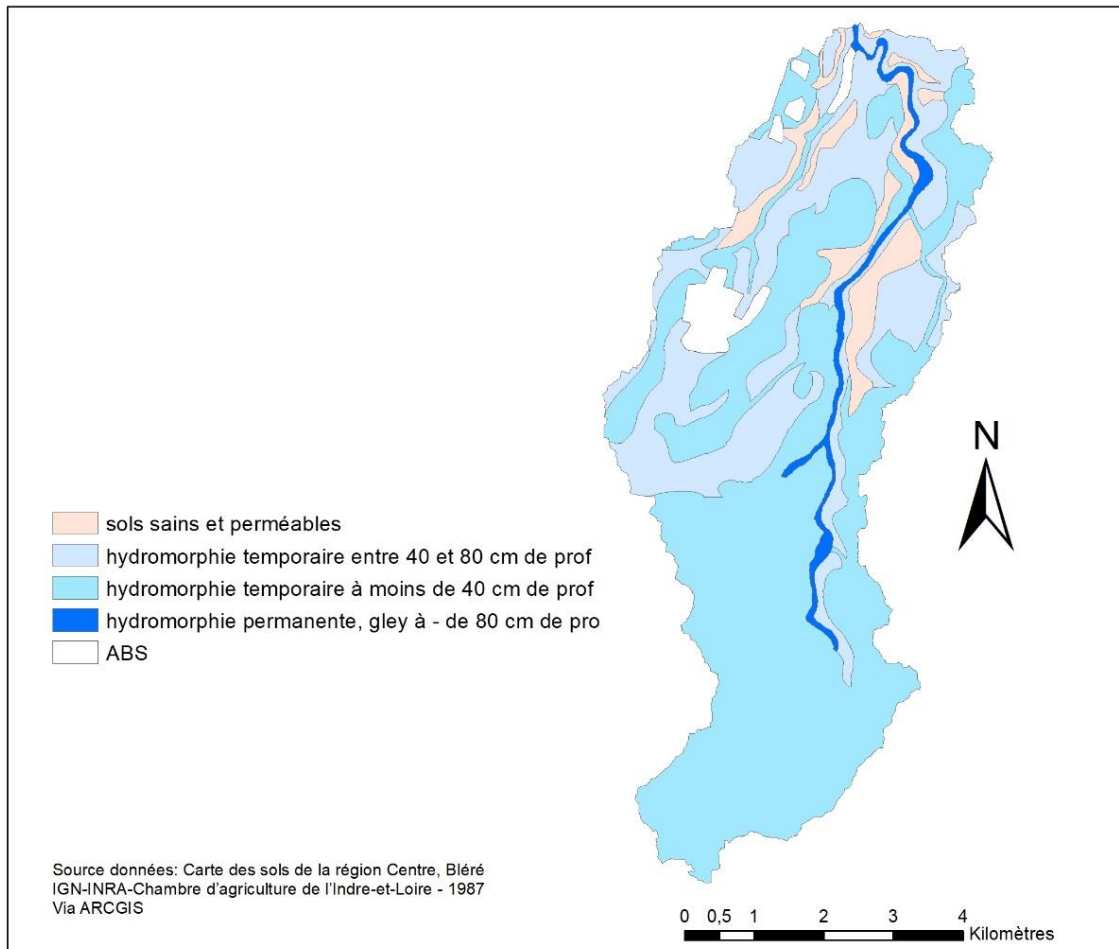 N
sols sains et perméables
hydromorphie temporaire entre 40 et 80 cm de prof
hydromorphie temporaire à moins de 40 cm de prof
hydromorphie permanente, gley à - de 80 cm de pro
ABS
Source données: Carte des sols de la région Centre, Bléré
IGN-INRA-Chambre d'agriculture de l'Indre-et-Loire - 1987
Via ARCGIS
0 0,5 1 2 3 4
Kilomètres